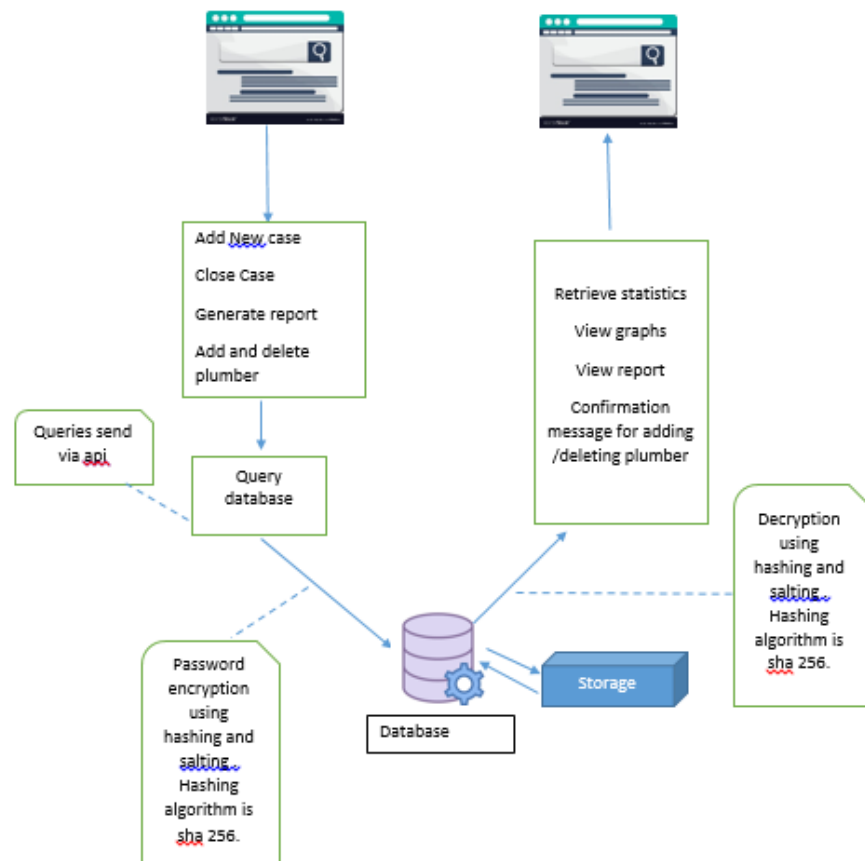 Add New case
Close Case
Generate report
Add and delete
plumber
Retrieve statistics
View graphs
View report
Confirmation
message for adding
/deleting plumber
Queries send
via api
Query
database
Decryption
using
hashing and
salting..
Hashing
algorithm is
sha 256.
Password
encryption
using
hashing and
salting..
Hashing
algorithm is
sha 256.
Storage
Database